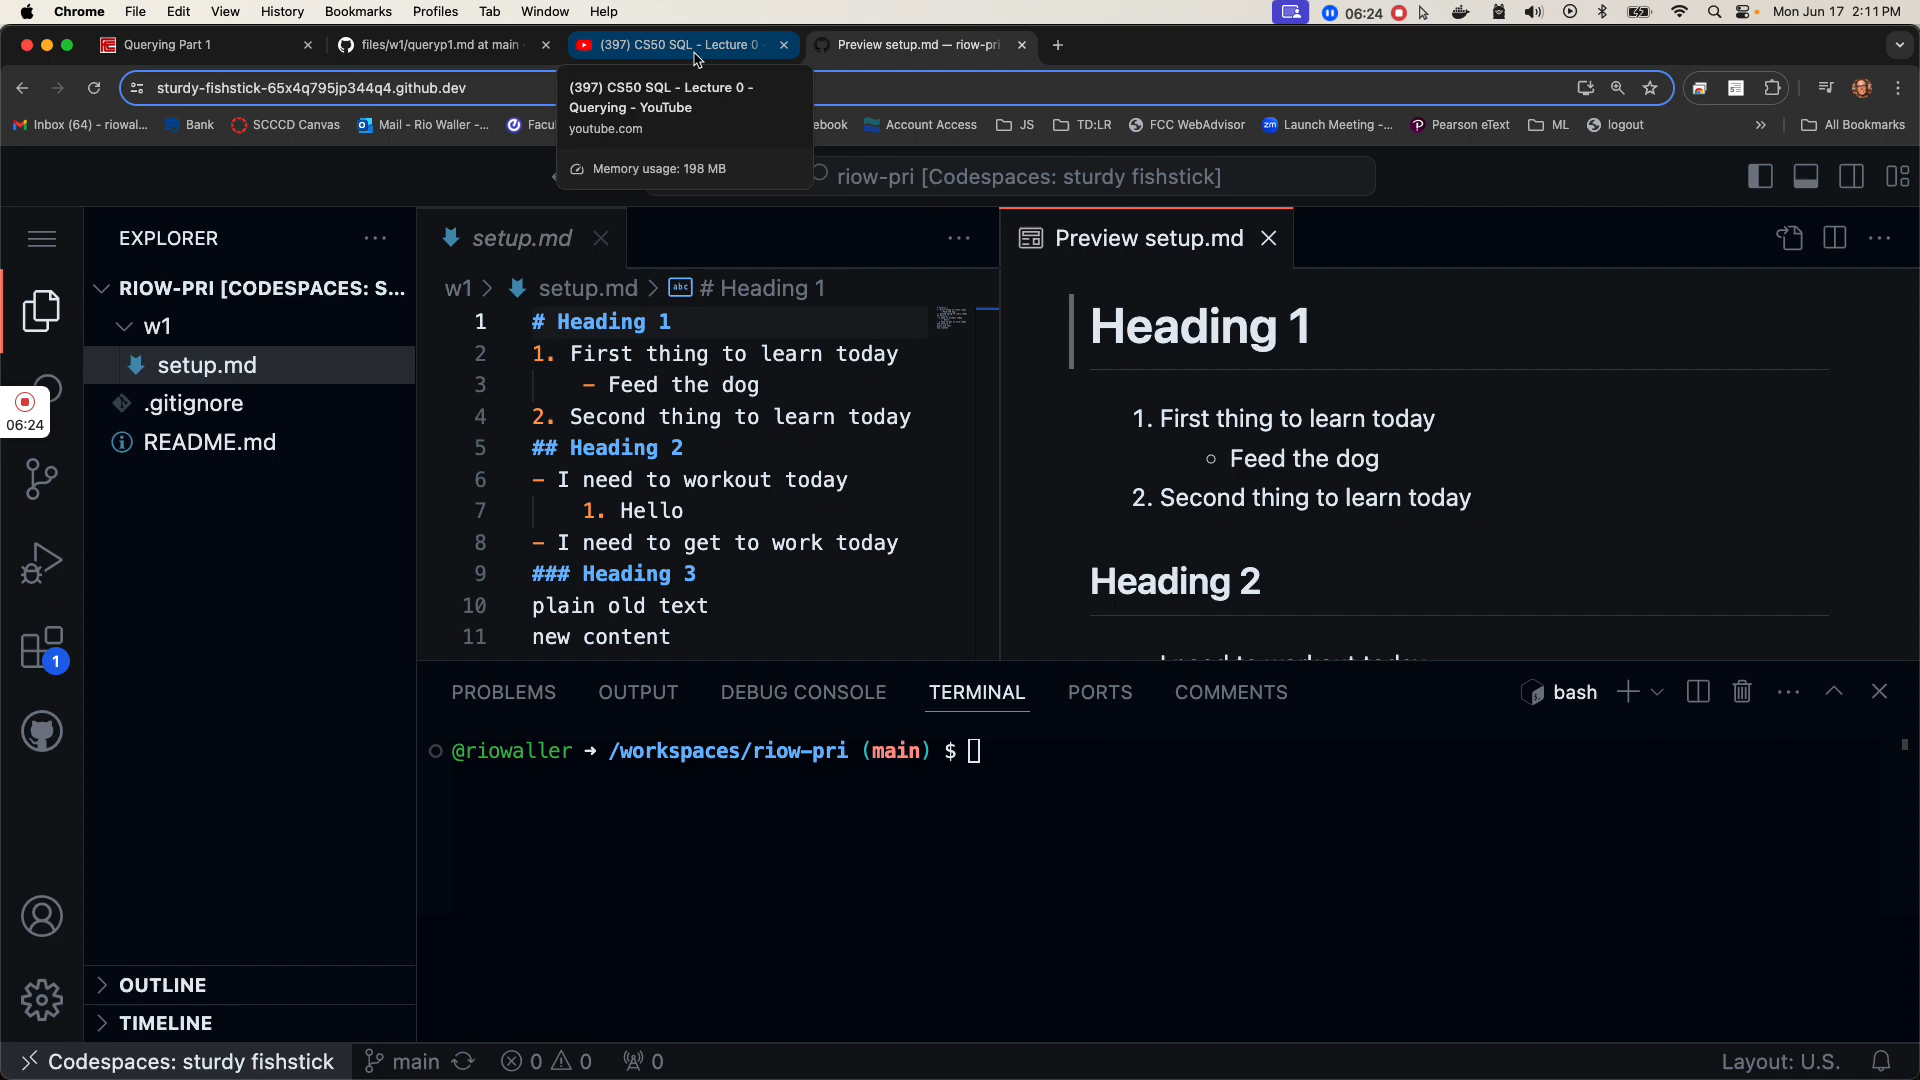 Chrome File Edit View History Bookmarks Profiles Tab Window Help 06:24 Mon Jun 17 2:11 PM
Querying Part 1
files/w1/queryp1.md at main
(397) CS50 SQL - Lecture 0 -
Preview setup.md — riow-pri
sturdy-fishstick-65x4q795jp344q4.github.dev
(397) CS50 SQL - Lecture 0 -
Querying - YouTube
youtube.com
Memory usage: 198 MB
Inbox (64) - riowal...
Bank
SCCCD Canvas
Mail - Rio Waller -...
Facu
ebook
Account Access
JS
TD:LR
FCC WebAdvisor
Launch Meeting -...
Pearson eText
ML
logout
All Bookmarks
riow-pri [Codespaces: sturdy fishstick]
EXPLORER
RIOW-PRI [CODESPACES: S...
w1
setup.md
.gitignore
README.md
06:24
1
OUTLINE
TIMELINE
setup.md
w1 > setup.md > abc # Heading 1
1 # Heading 1
2 1. First thing to learn today
3 - Feed the dog
4 2. Second thing to learn today
5 ## Heading 2
6 - I need to workout today
7 1. Hello
8 - I need to get to work today
9 ### Heading 3
10 plain old text
11 new content
Preview setup.md
Heading 1
1. First thing to learn today
Feed the dog
2. Second thing to learn today
Heading 2
PROBLEMS OUTPUT DEBUG CONSOLE TERMINAL PORTS COMMENTS
bash
@riowaller → /workspaces/riow-pri (main) $
Codespaces: sturdy fishstick main 0 0 0 Layout: U.S.